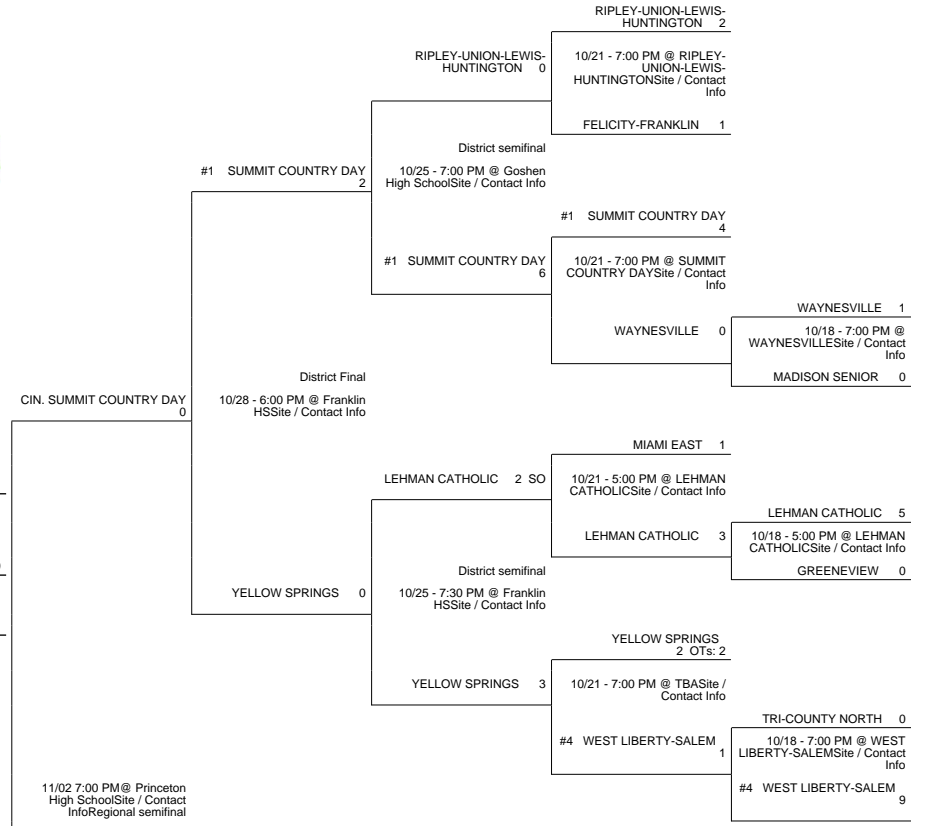 RIPLEY-UNION-LEWIS-
HUNTINGTON 2
RIPLEY-UNION-LEWIS-
HUNTINGTON 0
10/21 - 7:00 PM @ RIPLEY-
UNION-LEWIS-
HUNTINGTONSite / Contact
Info
FELICITY-FRANKLIN 1
District semifinal
#1 SUMMIT COUNTRY DAY
2
10/25 - 7:00 PM @ Goshen
High SchoolSite / Contact Info
#1 SUMMIT COUNTRY DAY
4
#1 SUMMIT COUNTRY DAY
6
10/21 - 7:00 PM @ SUMMIT
COUNTRY DAYSite / Contact
Info
WAYNESVILLE 1
WAYNESVILLE 0
10/18 - 7:00 PM @
WAYNESVILLESite / Contact
Info
MADISON SENIOR 0
District Final
CIN. SUMMIT COUNTRY DAY
0
10/28 - 6:00 PM @ Franklin
HSSite / Contact Info
MIAMI EAST 1
LEHMAN CATHOLIC 2 SO
10/21 - 5:00 PM @ LEHMAN
CATHOLICSite / Contact Info
LEHMAN CATHOLIC 5
LEHMAN CATHOLIC 3
10/18 - 5:00 PM @ LEHMAN
CATHOLICSite / Contact Info
GREENEVIEW 0
District semifinal
YELLOW SPRINGS 0
10/25 - 7:30 PM @ Franklin
HSSite / Contact Info
YELLOW SPRINGS
2 OTs: 2
YELLOW SPRINGS 3
10/21 - 7:00 PM @ TBASite /
Contact Info
TRI-COUNTY NORTH 0
#4 WEST LIBERTY-SALEM
1
10/18 - 7:00 PM @ WEST
LIBERTY-SALEMSite / Contact
Info
#4 WEST LIBERTY-SALEM
9
11/02 7:00 PM@ Princeton
High SchoolSite / Contact
InfoRegional semifinal